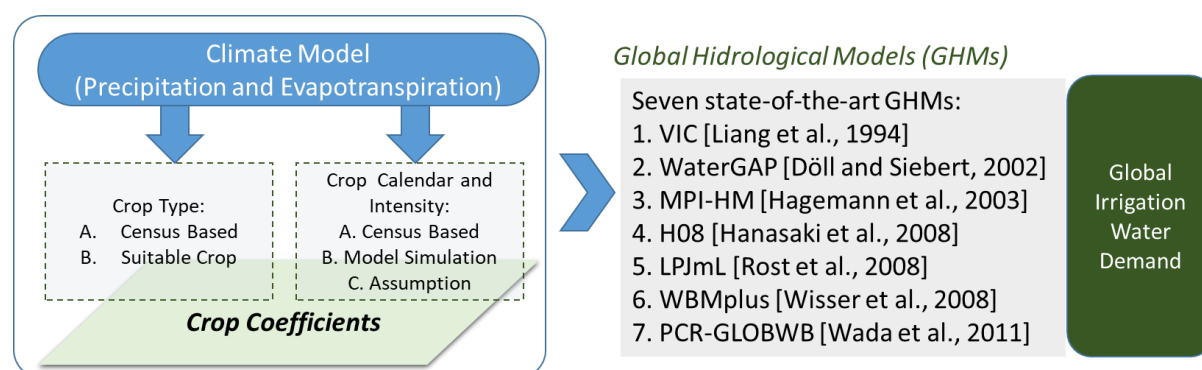 Climate Model
(Precipitation and Evapotranspiration)
Crop Type:
A. Census Based
B. Suitable Crop
Crop Calendar and
Intensity:
A. Census Based
B. Model Simulation
C. Assumption
Crop Coefficients
Global Hidrological Models (GHMs)
Seven state-of-the-art GHMs:
1. VIC [Liang et al., 1994]
2. WaterGAP [Döll and Siebert, 2002]
3. MPI-HM [Hagemann et al., 2003]
4. H08 [Hanasaki et al., 2008]
5. LPJmL [Rost et al., 2008]
6. WBMplus [Wisser et al., 2008]
7. PCR-GLOBWB [Wada et al., 2011]
Global
Irrigation
Water
Demand